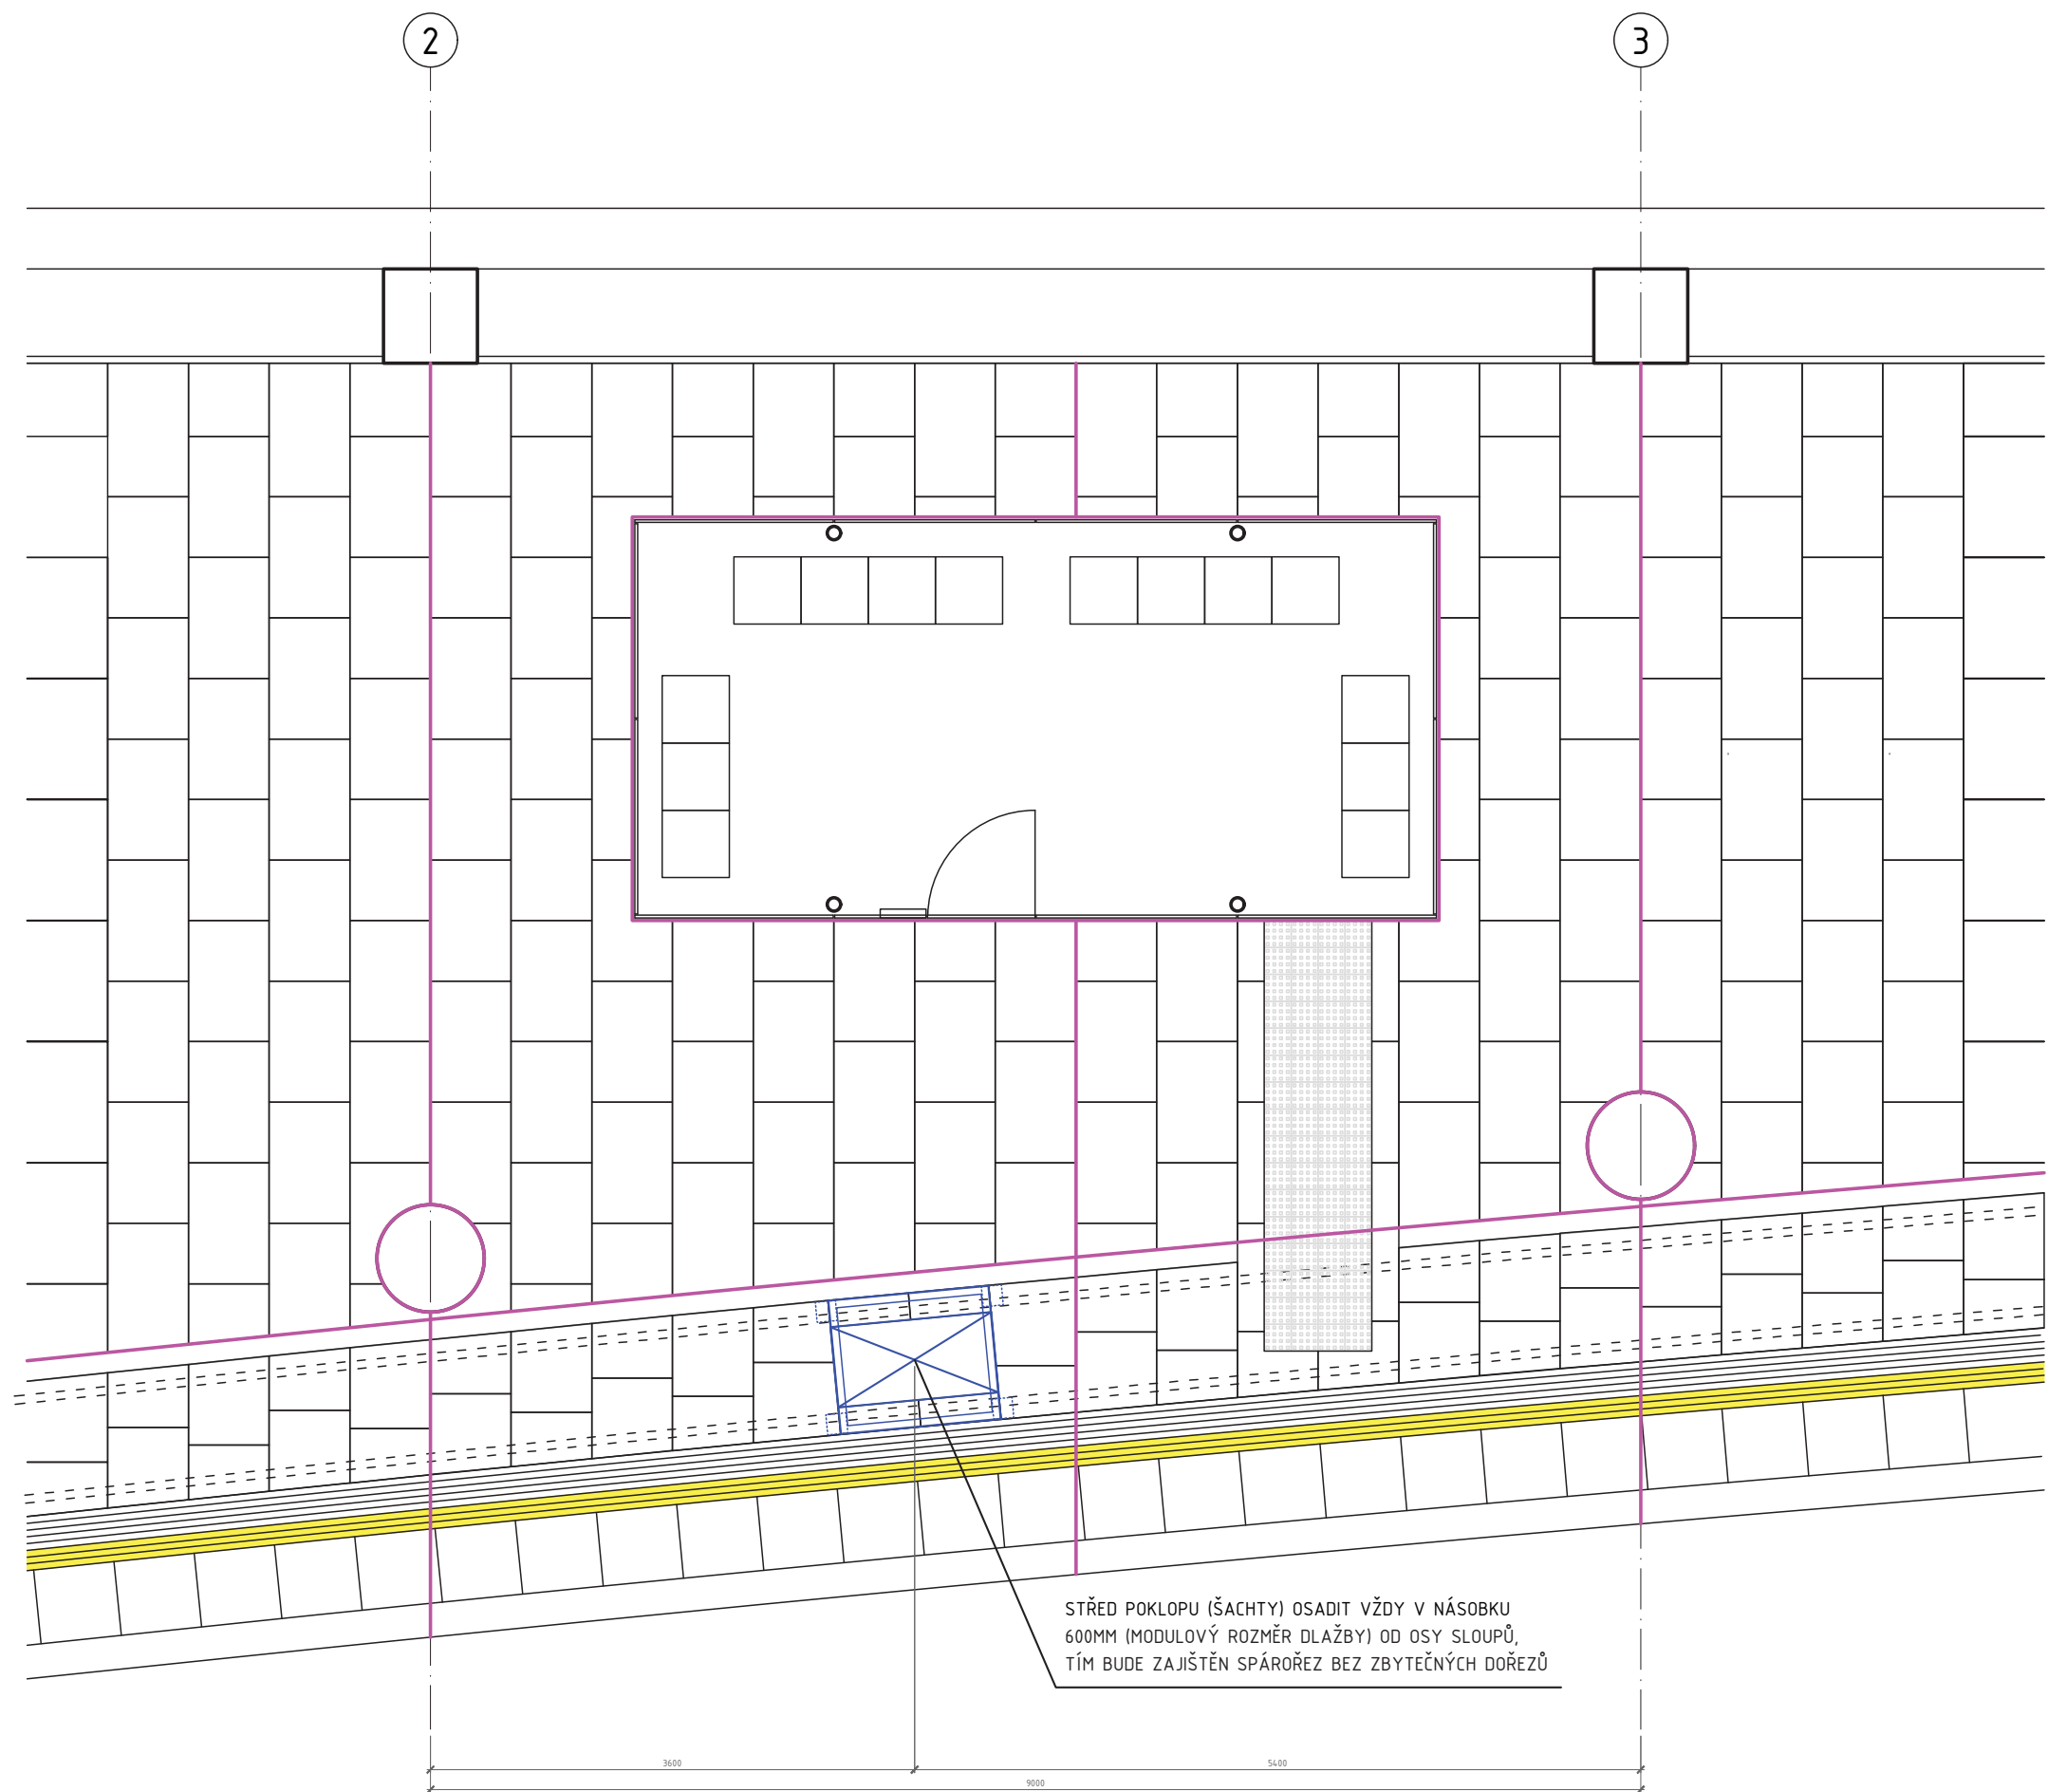 2
3
STŘED POKLOPU (ŠACHTY) OSADIT VŽDY V NÁSOBKU
600MM (MODULOVÝ ROZMĚR DLAŽBY) OD OSY SLOUPŮ,
TÍM BUDE ZAJIŠTĚN SPÁROŘEZ BEZ ZBYTEČNÝCH DOŘEZŮ
3600
5400
9000